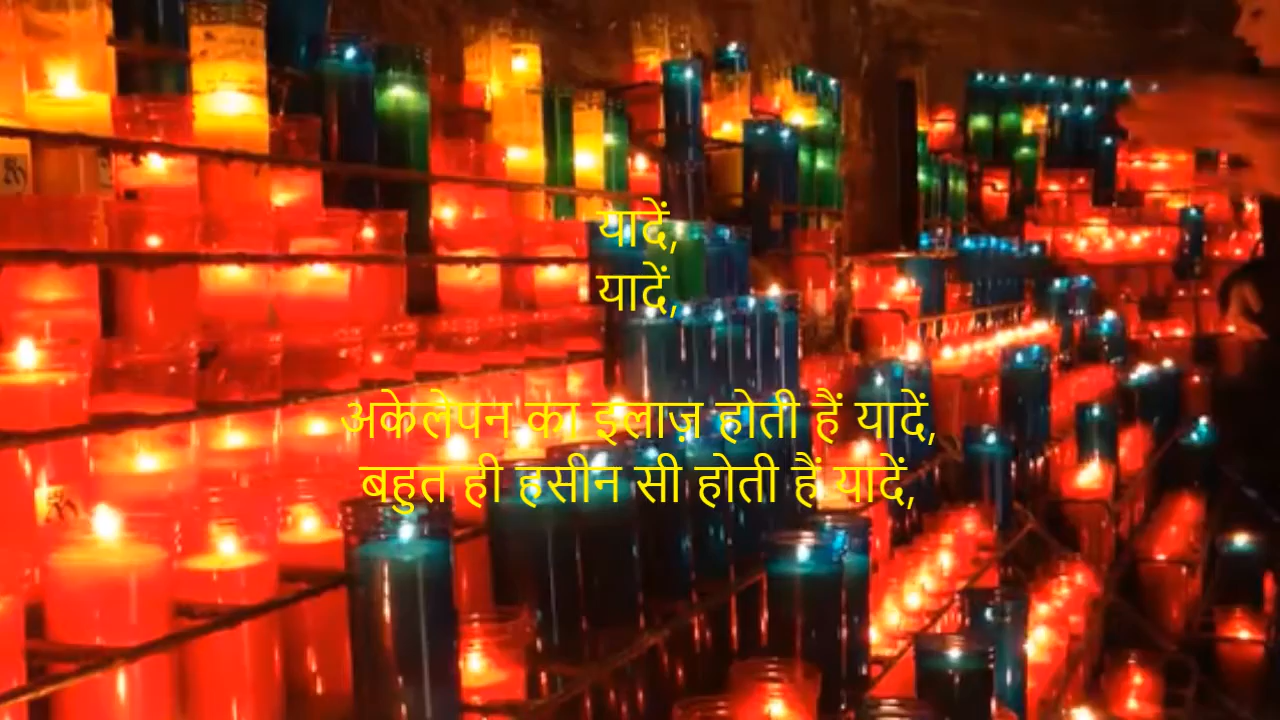 यादें,
यादें,
अकेलेपन का इलाज़ होती हैं यादें,
बहुत ही हसीन सी होती हैं यादें,